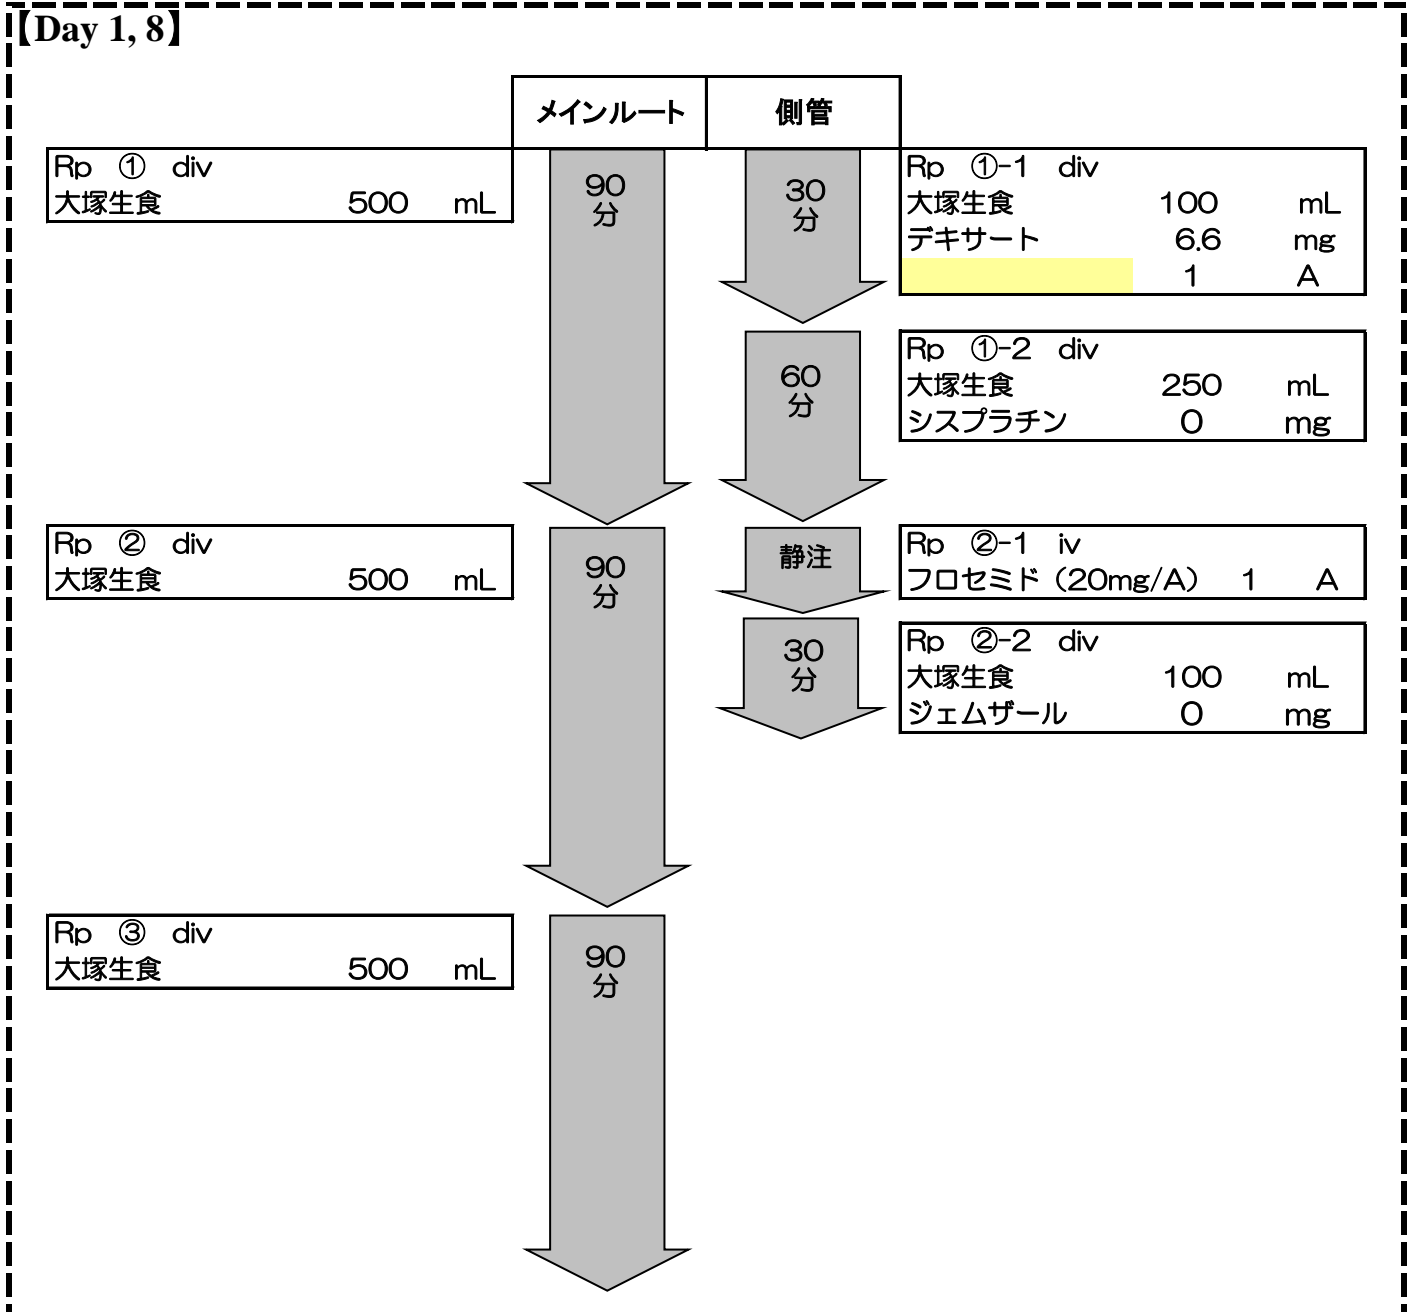 【Day 1, 8】
メインルート 側管
Rp ① div
大塚生食 500 mL
90
分
30
分
Rp ①-1 div
大塚生食 100 mL
デキサート 6.6 mg
1 A
60
分
Rp ①-2 div
大塚生食 250 mL
シスプラチン 0 mg
Rp ② div
大塚生食 500 mL
90
分
静注
Rp ②-1 iv
フロセミド（20mg/A） 1 A
30
分
Rp ②-2 div
大塚生食 100 mL
ジェムザール 0 mg
Rp ③ div
大塚生食 500 mL
90
分